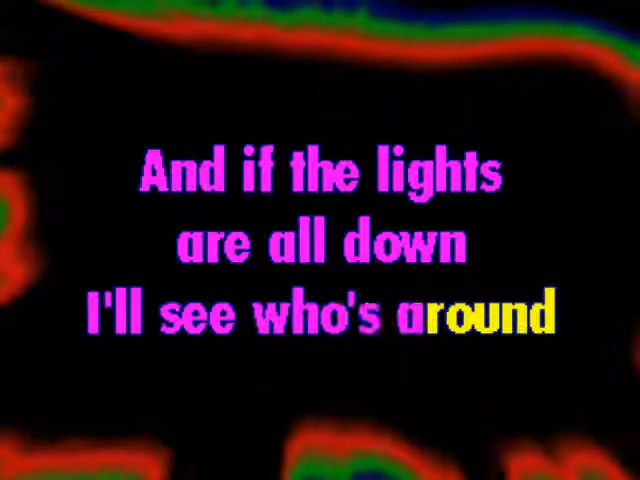 And if the lights
are all down
I'll see who's around